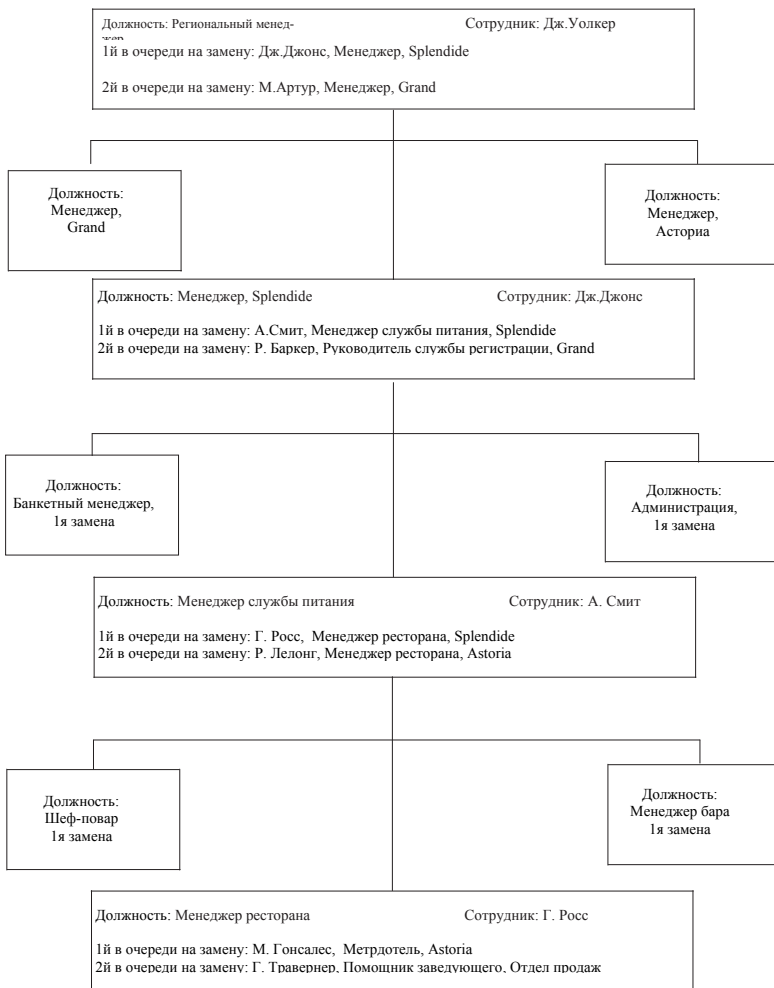 Должность: Региональный менед-
жер
Сотрудник: Дж.Уолкер
1й в очереди на замену: Дж.Джонс, Менеджер, Splendide
2й в очереди на замену: М.Артур, Менеджер, Grand
Должность:
Менеджер,
Grand
Должность:
Менеджер,
Астория
Должность: Менеджер, Splendide
Сотрудник: Дж.Джонс
1й в очереди на замену: А.Смит, Менеджер службы питания, Splendide
2й в очереди на замену: Р. Баркер, Руководитель службы регистрации, Grand
Должность:
Банкетный менеджер,
1я замена
Должность:
Администрация,
1я замена
Должность: Менеджер службы питания
Сотрудник: А. Смит
1й в очереди на замену: Г. Росс, Менеджер ресторана, Splendide
2й в очереди на замену: Р. Лелонг, Менеджер ресторана, Astoria
Должность:
Шеф-повар
1я замена
Должность:
Менеджер бара
1я замена
Должность: Менеджер ресторана
Сотрудник: Г. Росс
1й в очереди на замену: М. Гонсалес, Метрдотель, Astoria
2й в очереди на замену: Г. Травернер, Помощник заведующего, Отдел продаж